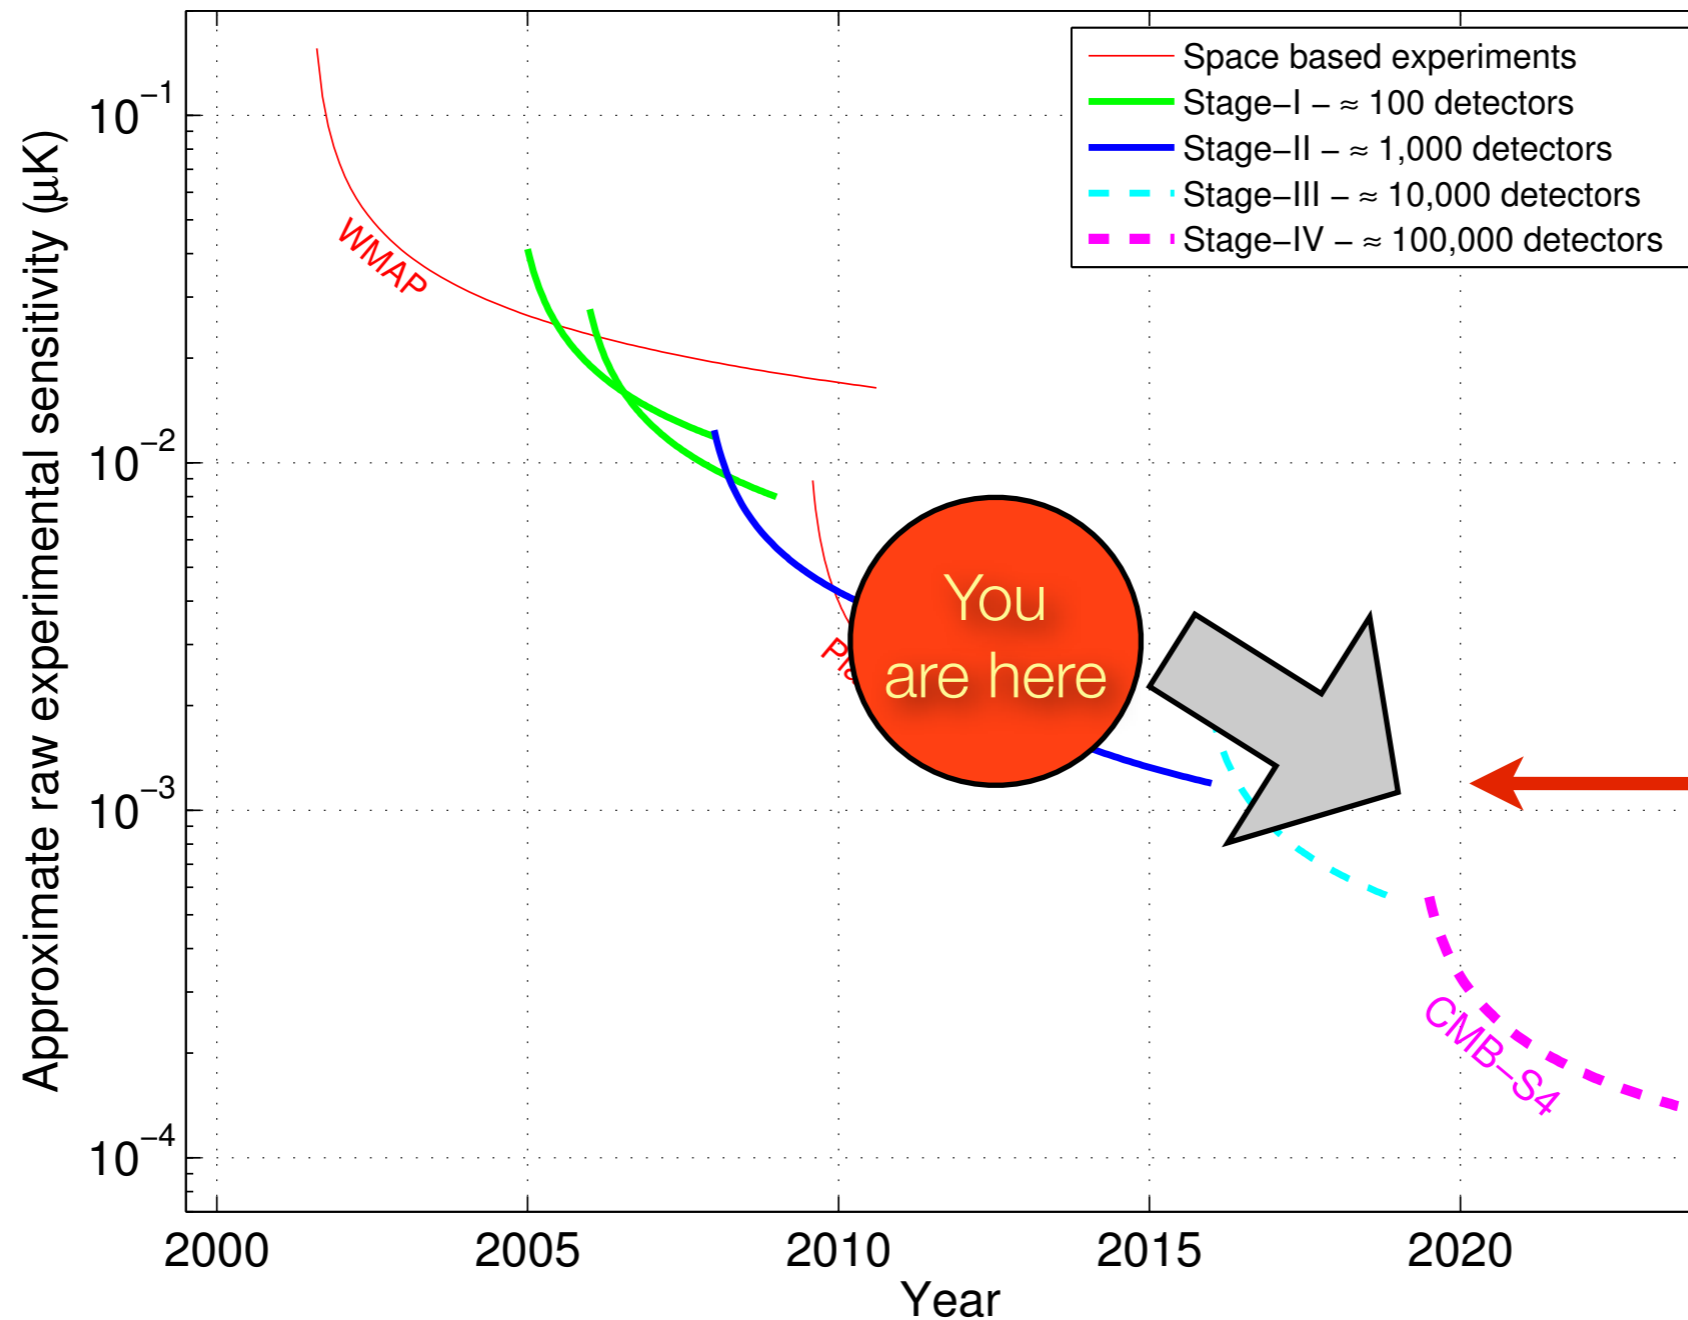 Space based experiments
Stage−I − ≈ 100 detectors
Stage−II − ≈ 1,000 detectors
Stage−III − ≈ 10,000 detectors
Stage−IV − ≈ 100,000 detectors
Approximate raw experimental sensitivity (μK)
10−1
10−2
10−3
10−4
WMAP
You
are here
CMB−S4
2000 2005 2010 2015 2020
Year